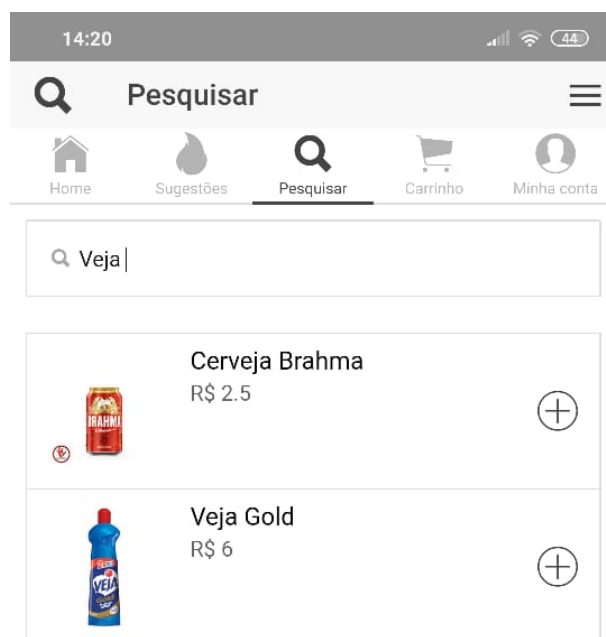 14:20 44
Pesquisar
Home Sugestões Pesquisar Carrinho Minha conta
Veja
Cerveja Brahma
R$ 2.5
BRAHMA
Veja Gold
R$ 6
VEJA